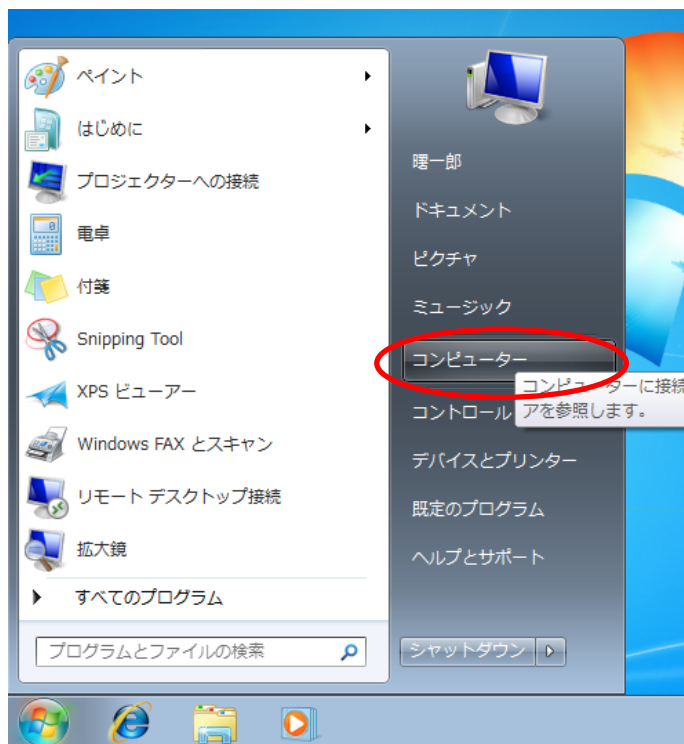 ペイント
はじめに
プロジェクターへの接続
電卓
付箋
Snipping Tool
XPS ビューアー
Windows FAX とスキャン
リモート デスクトップ接続
拡大鏡
すべてのプログラム
プログラムとファイルの検索
曙一郎
ドキュメント
ピクチャ
ミュージック
コンピューター
コンピューターに接続
アを参照します。
コントロール
デバイスとプリンター
既定のプログラム
ヘルプとサポート
シャットダウン